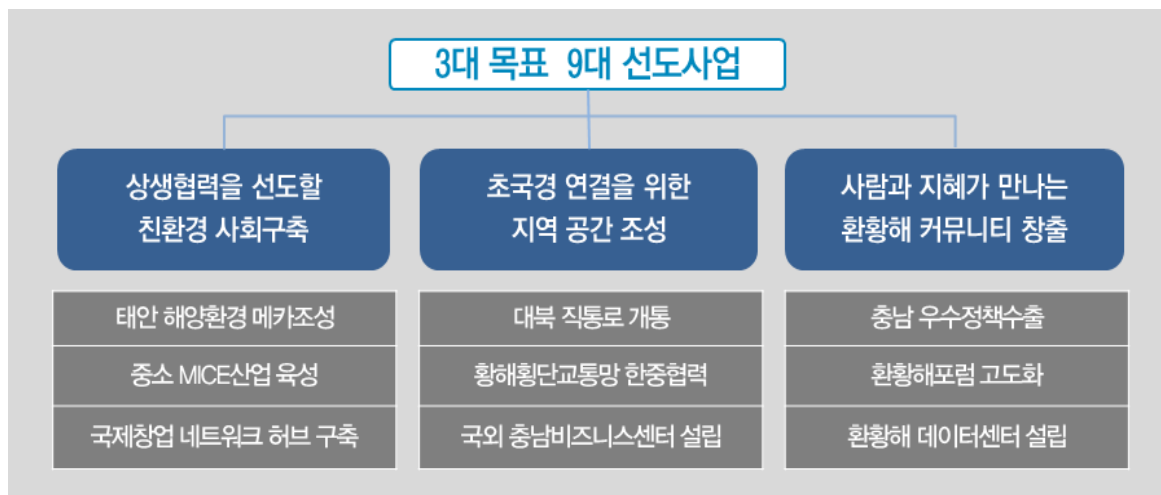 3대 목표 9대 선도사업
상생협력을 선도할
친환경 사회구축
태안 해양환경 메카조성
중소 MICE산업 육성
국제창업 네트워크 허브 구축
초국경 연결을 위한
지역 공간 조성
대북 직통로 개통
황해횡단교통망 한중협력
국외 충남비즈니스센터 설립
사람과 지혜가 만나는
환황해 커뮤니티 창출
충남 우수정책수출
환황해포럼 고도화
환황해 데이터센터 설립